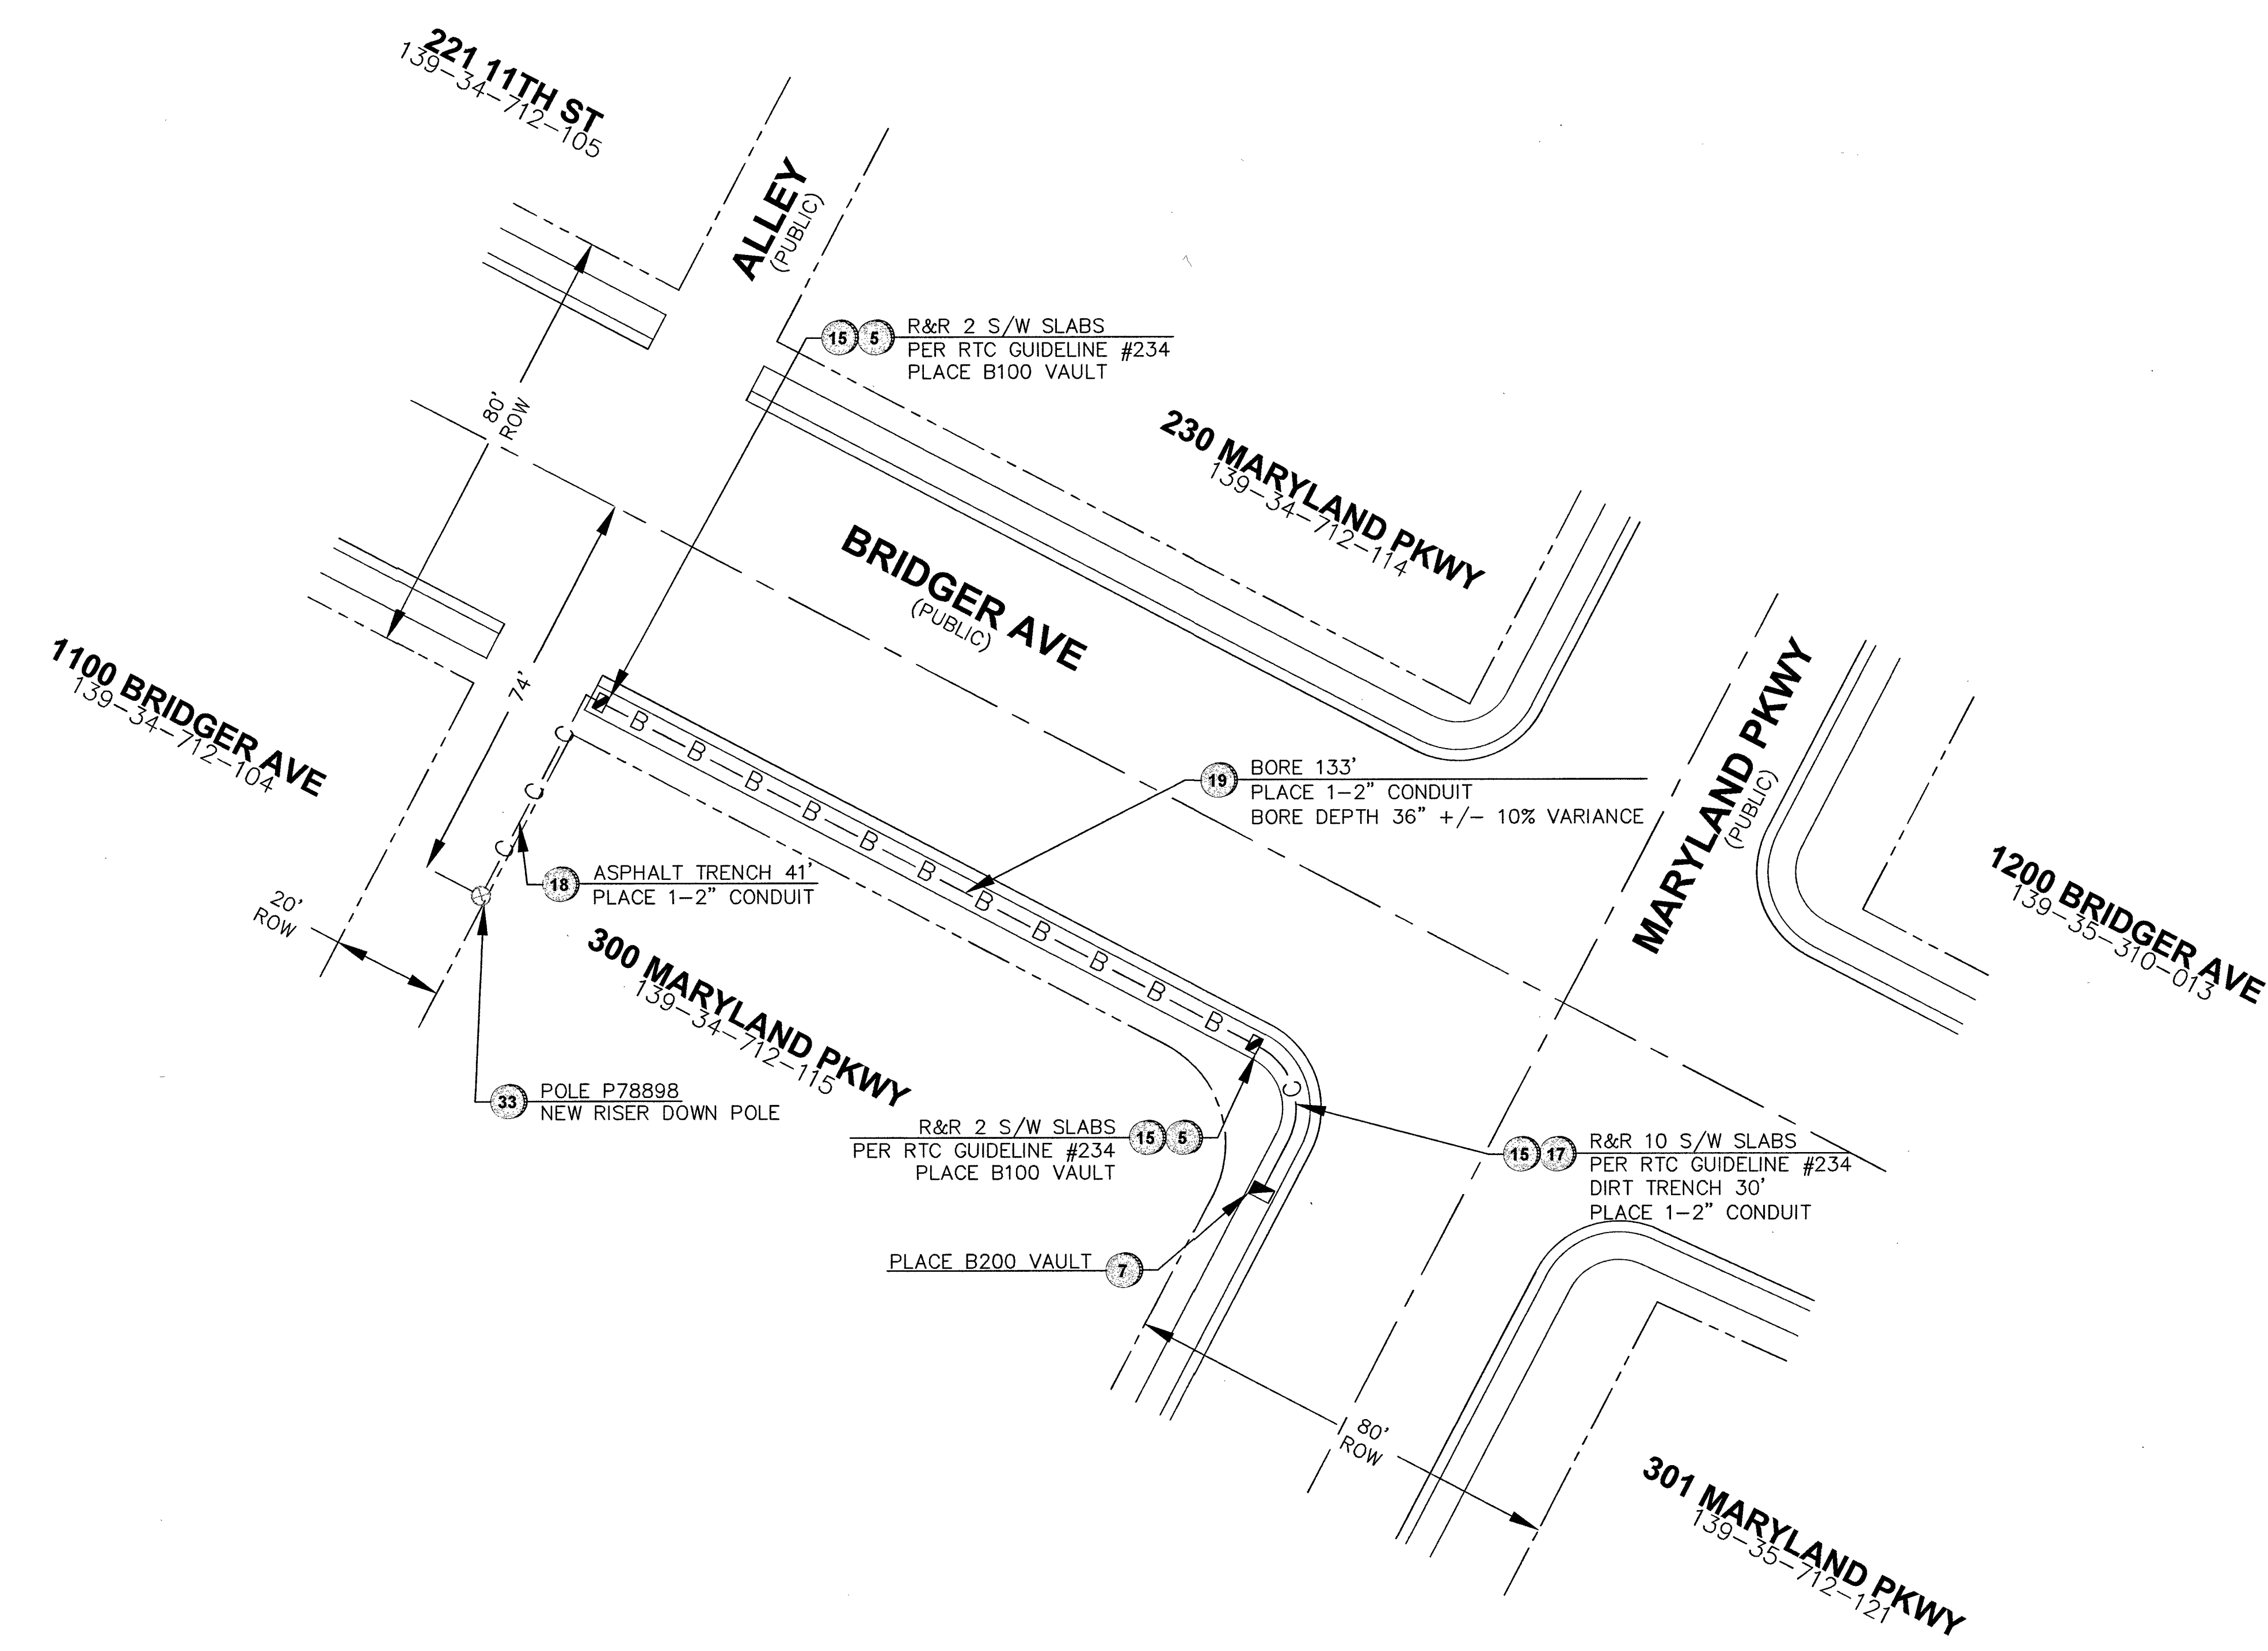 221 11TH ST
139-34-712-105
ALLEY
(PUBLIC)
15 5 R&R 2 S/W SLABS
PER RTC GUIDELINE #234
PLACE B100 VAULT
80'
ROW
230 MARYLAND PKWY
139-34-712-114
BRIDGER AVE
(PUBLIC)
1100 BRIDGER AVE
139-34-712-104
74'
MARYLAND PKWY
(PUBLIC)
C C C
B B B B B B B B B B B
19 BORE 133'
PLACE 1-2" CONDUIT
BORE DEPTH 36" +/- 10% VARIANCE
18 ASPHALT TRENCH 41'
PLACE 1-2" CONDUIT
20'
ROW
1200 BRIDGER AVE
139-35-310-013
300 MARYLAND PKWY
139-34-712-115
33 POLE P78898
NEW RISER DOWN POLE
C
R&R 2 S/W SLABS 15 5
PER RTC GUIDELINE #234
PLACE B100 VAULT
15 17 R&R 10 S/W SLABS
PER RTC GUIDELINE #234
DIRT TRENCH 30'
PLACE 1-2" CONDUIT
PLACE B200 VAULT 7
80'
ROW
301 MARYLAND PKWY
139-35-712-121